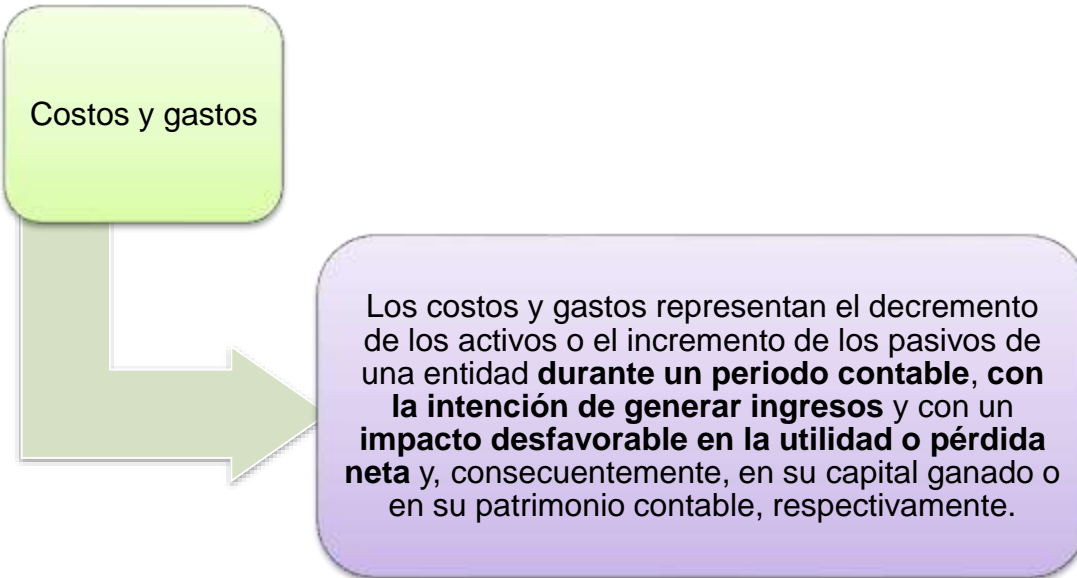 Costos y gastos
Los costos y gastos representan el decremento
de los activos o el incremento de los pasivos de
una entidad durante un periodo contable, con
la intención de generar ingresos y con un
impacto desfavorable en la utilidad o pérdida
neta y, consecuentemente, en su capital ganado o
en su patrimonio contable, respectivamente.